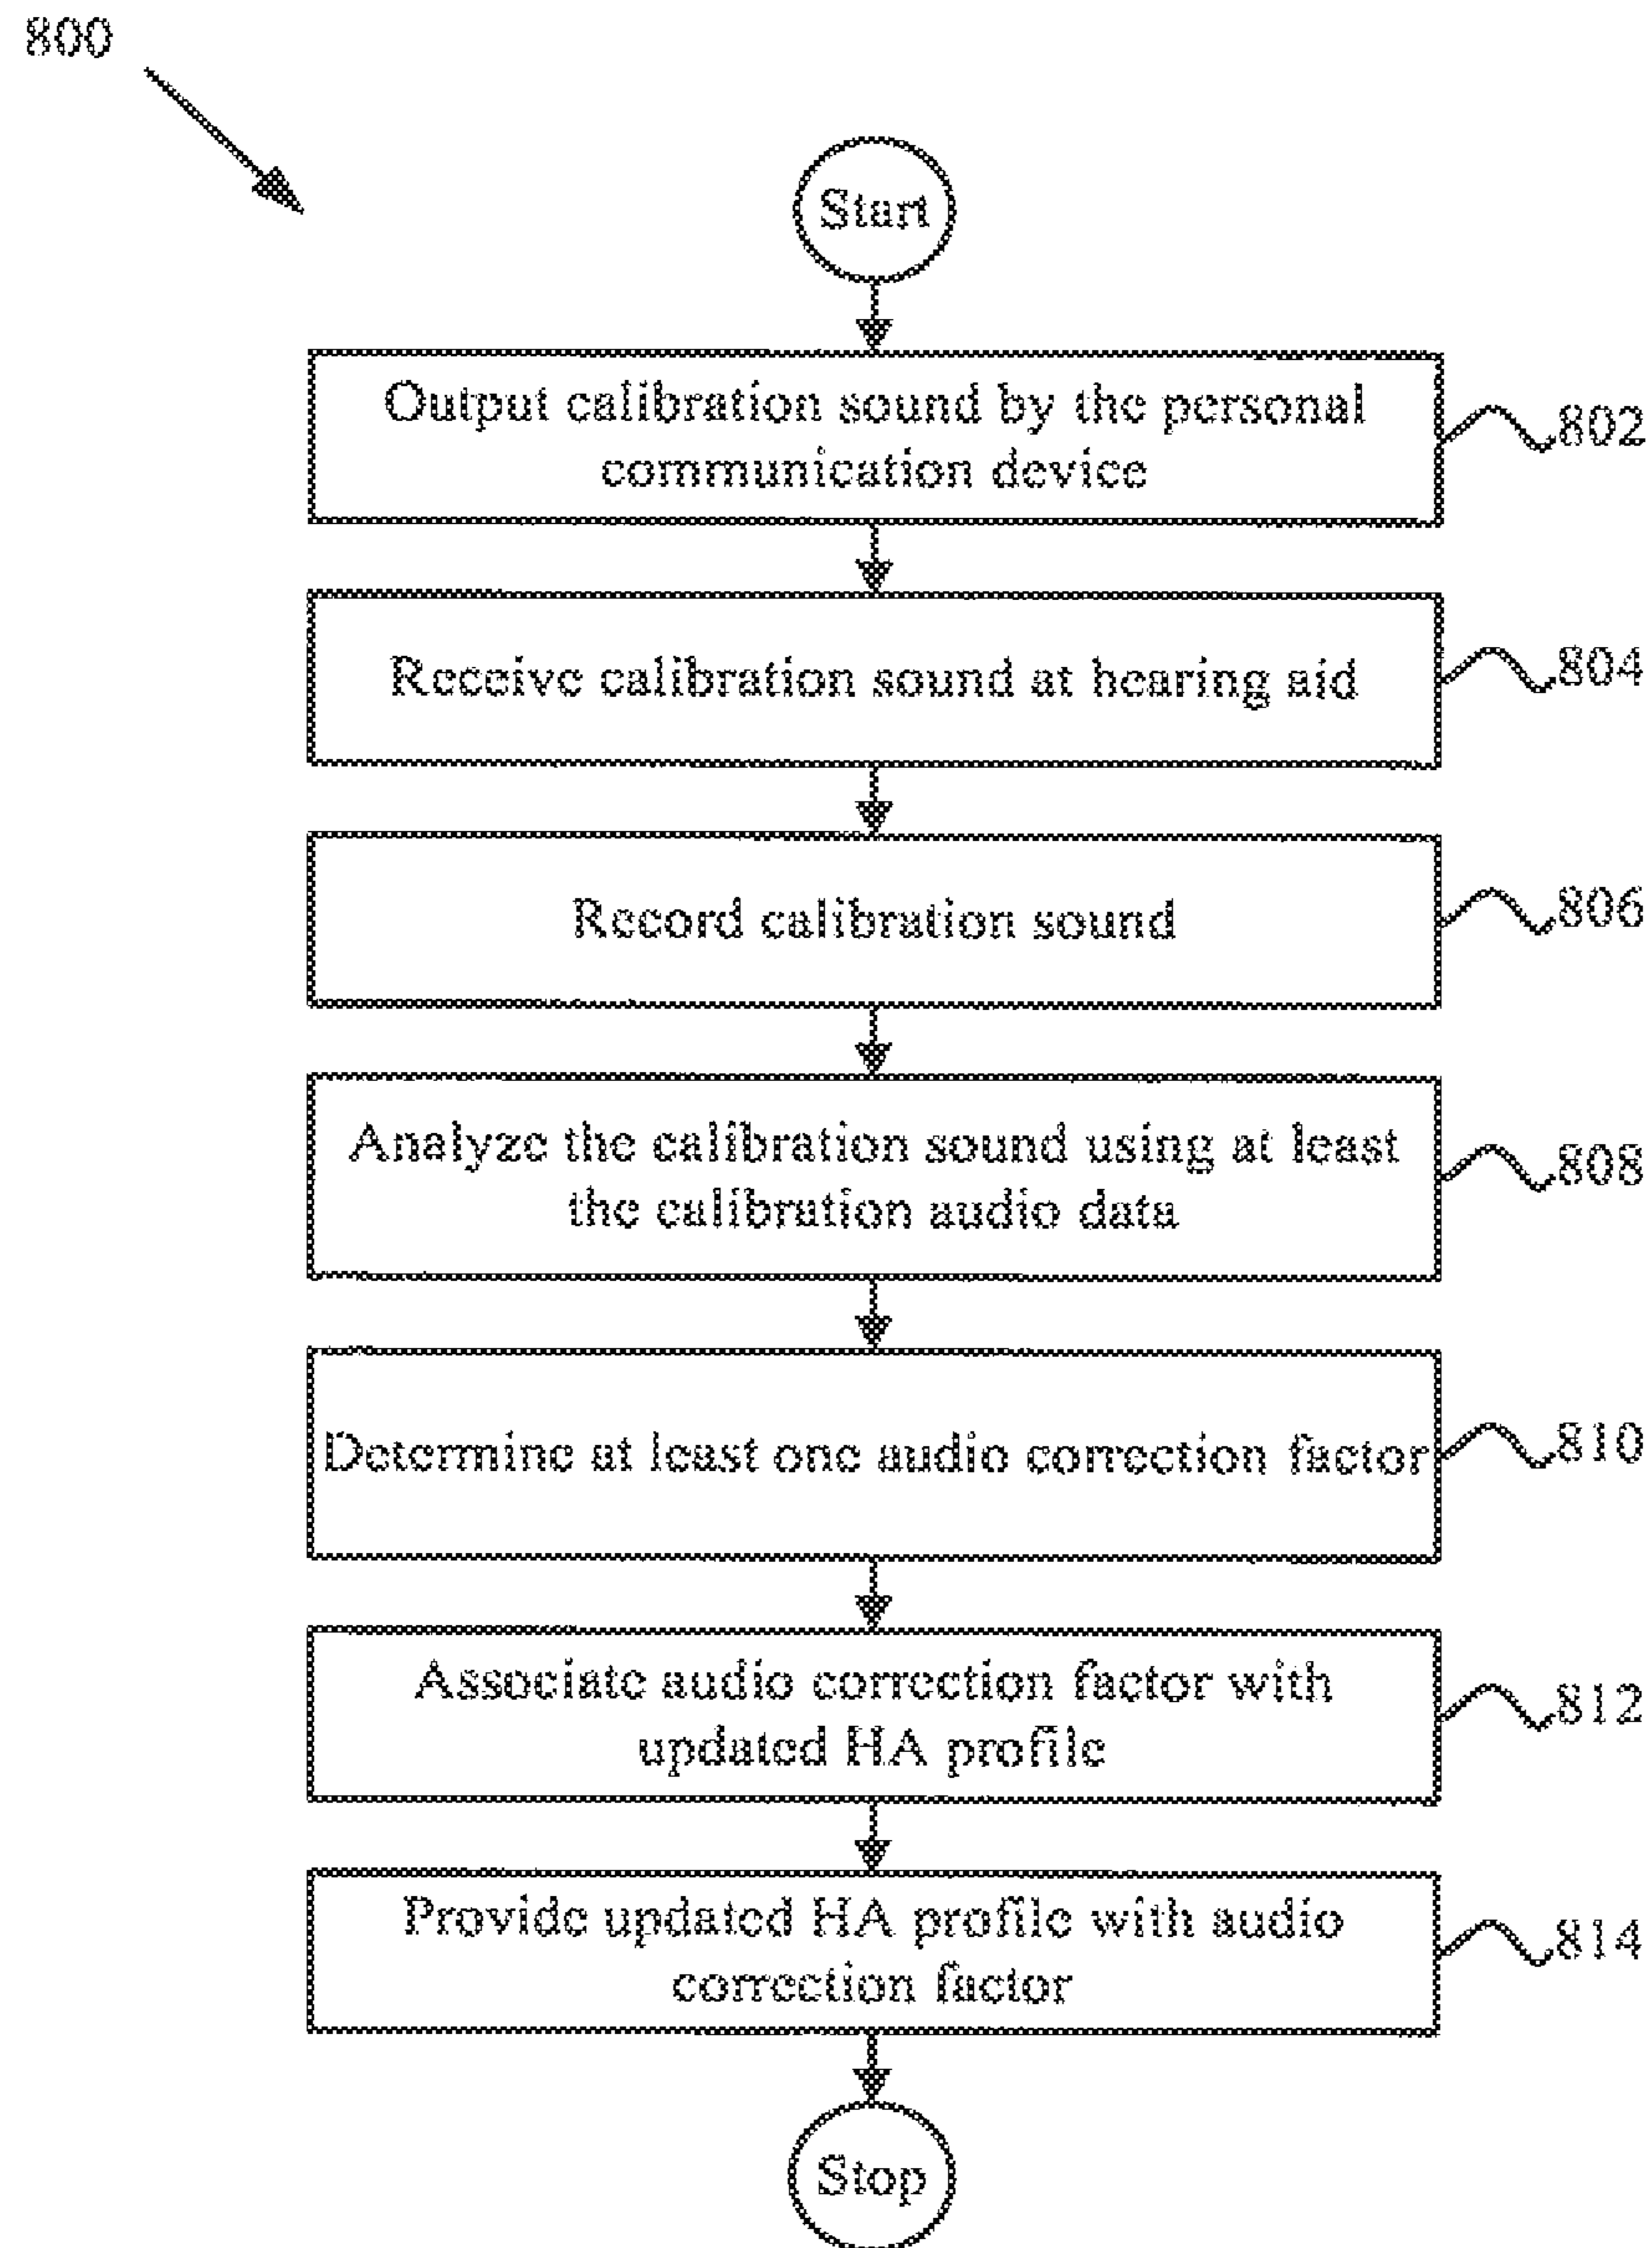 800
Start
Output calibration sound by the personal
communication device
802
Receive calibration sound at hearing aid
804
Record calibration sound
806
Analyze the calibration sound using at least
the calibration audio data
808
Determine at least one audio correction factor
810
Associate audio correction factor with
updated HA profile
812
Provide updated HA profile with audio
correction factor
814
Stop